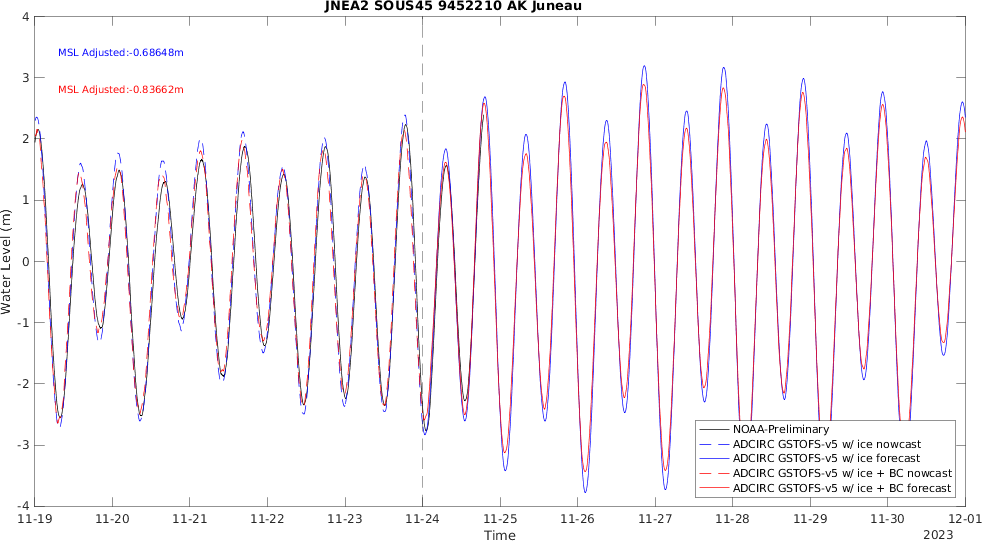 JNEA2 SOUS45 9452210 AK Juneau
MSL Adjusted:-0.68648m
MSL Adjusted:-0.83662m
Water Level (m)
4
3
2
1
0
-1
-2
-3
-4
NOAA-Preliminary
ADCIRC GSTOFS-v5 w/ ice nowcast
ADCIRC GSTOFS-v5 w/ ice forecast
ADCIRC GSTOFS-v5 w/ ice + BC nowcast
ADCIRC GSTOFS-v5 w/ ice + BC forecast
11-19 11-20 11-21 11-22 11-23 11-24 11-25 11-26 11-27 11-28 11-29 11-30 12-01
Time
2023